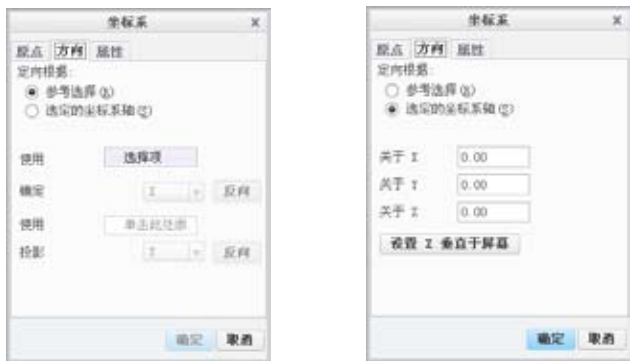 坐标系 x
原点 方向 属性
定向根据:
参考选择(R)
选定的坐标系轴(S)
使用 选择项
确定 反向
使用 单击此处添
投影 反向
确定 取消
坐标系 x
原点 方向 属性
定向根据:
参考选择(R)
选定的坐标系轴(S)
关于 0.00
关于 0.00
关于 0.00
设置 Z 垂直于屏幕
确定 取消